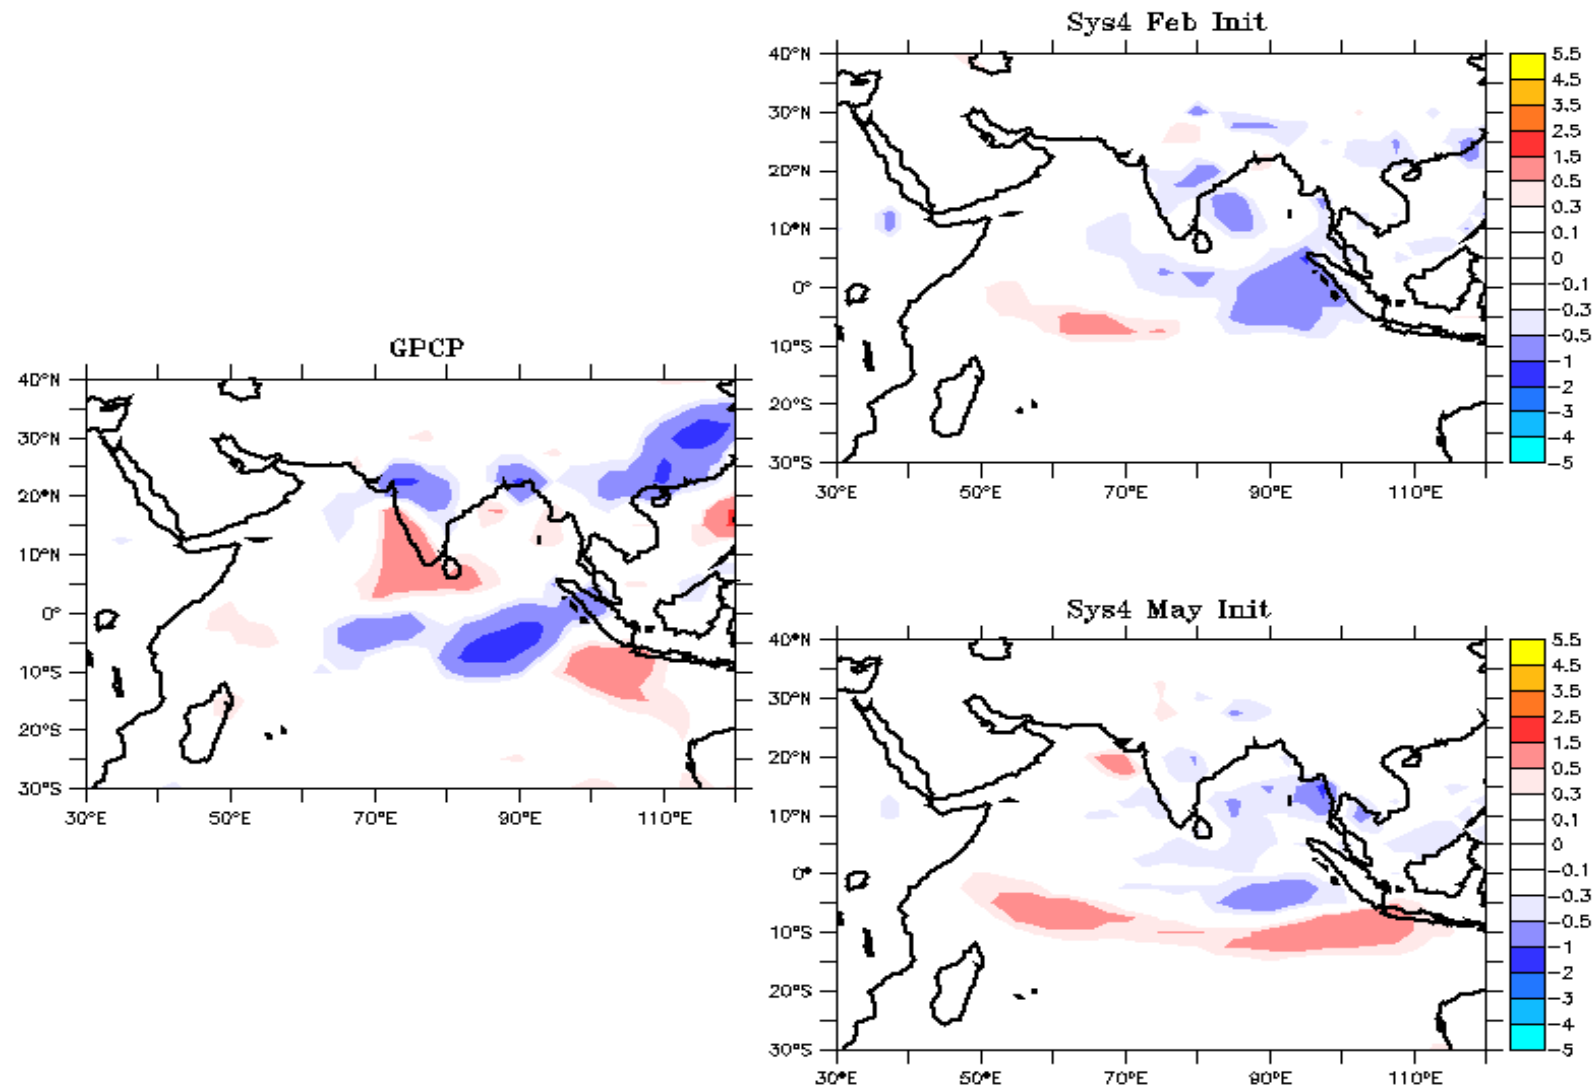 Sys4 Feb Init
40°N
30°N
20°N
10°N
0°
10°S
20°S
30°S
30°E
50°E
70°E
90°E
110°E
5.5
4.5
3.5
2.5
1.5
0.5
0.3
0.1
0
-0.1
-0.3
-0.5
-1
-2
-3
-4
-5
GPCP
40°N
30°N
20°N
10°N
0°
10°S
20°S
30°S
30°E
50°E
70°E
90°E
110°E
Sys4 May Init
40°N
30°N
20°N
10°N
0°
10°S
20°S
30°S
30°E
50°E
70°E
90°E
110°E
5.5
4.5
3.5
2.5
1.5
0.5
0.3
0.1
0
-0.1
-0.3
-0.5
-1
-2
-3
-4
-5